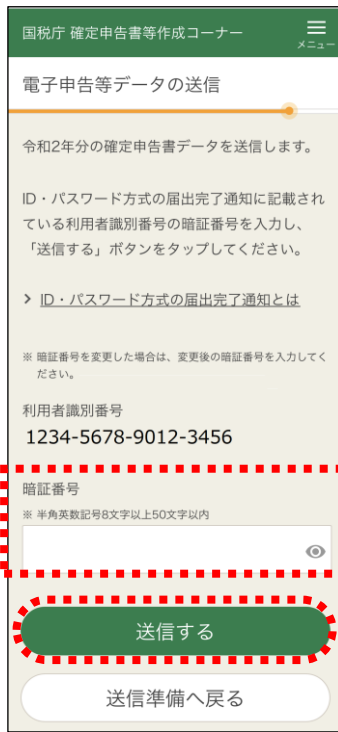 国税庁 確定申告書等作成コーナー
メニュー
電子申告等データの送信
令和2年分の確定申告書データを送信します。
ID・パスワード方式の届出完了通知に記載され
ている利用者識別番号の暗証番号を入力し、
「送信する」ボタンをタップしてください。
> ID・パスワード方式の届出完了通知とは
※ 暗証番号を変更した場合は、変更後の暗証番号を入力してく
ださい。
利用者識別番号
1234-5678-9012-3456
暗証番号
※ 半角英数記号8文字以上50文字以内
送信する
送信準備へ戻る